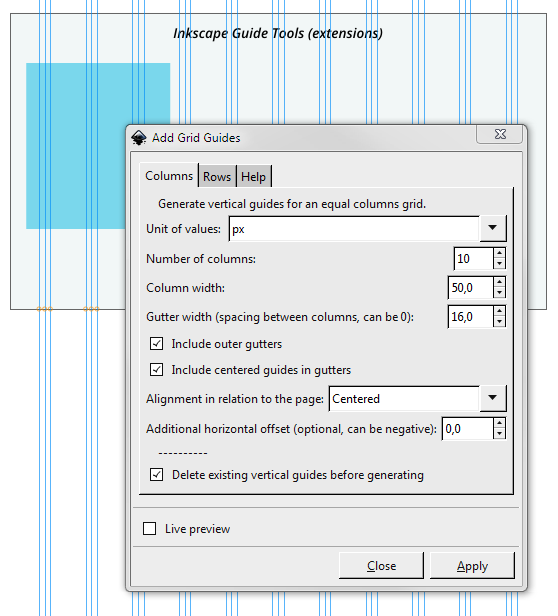 Inkscape Guide Tools (extensions)
Add Grid Guides
Columns Rows Help
Generate vertical guides for an equal columns grid.
Unit of values: px
Number of columns: 10
Column width: 50,0
Gutter width (spacing between columns, can be 0): 16,0
Include outer gutters
Include centered guides in gutters
Alignment in relation to the page: Centered
Additional horizontal offset (optional, can be negative): 0,0
----------
Delete existing vertical guides before generating
Live preview
Close Apply